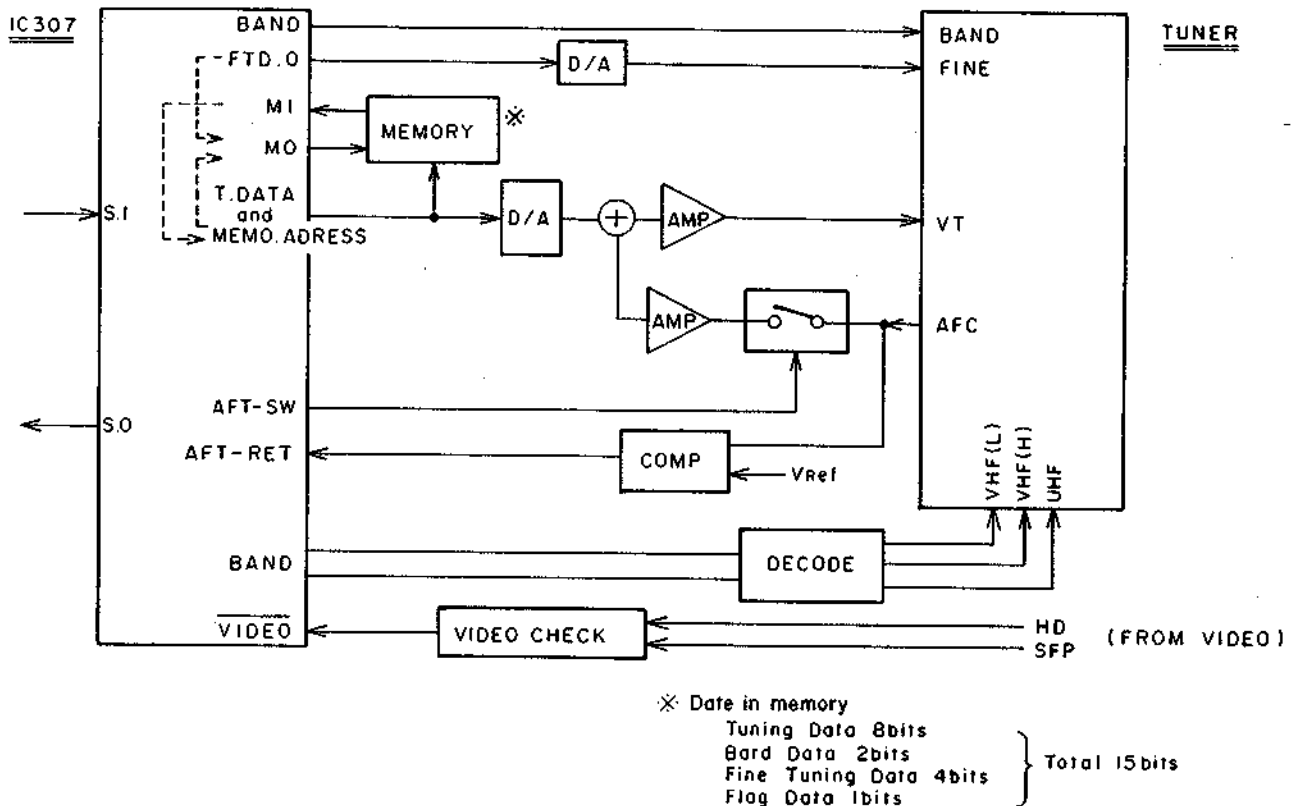 IC307
BAND
FTD.O
MI
MO
T.DATA
and
MEMO.ADRESS
S.I
S.O
AFT-SW
AFT-RET
BAND
VIDEO
D/A
MEMORY ※
D/A
+
AMP
AMP
COMP
VRef
DECODE
VIDEO CHECK
TUNER
BAND
FINE
VT
AFC
VHF(L)
VHF(H)
UHF
HD
SFP
(FROM VIDEO)
※ Date in memory
Tuning Data 8bits
Bard Data 2bits
Fine Tuning Data 4bits
Flag Data 1bits
Total 15bits